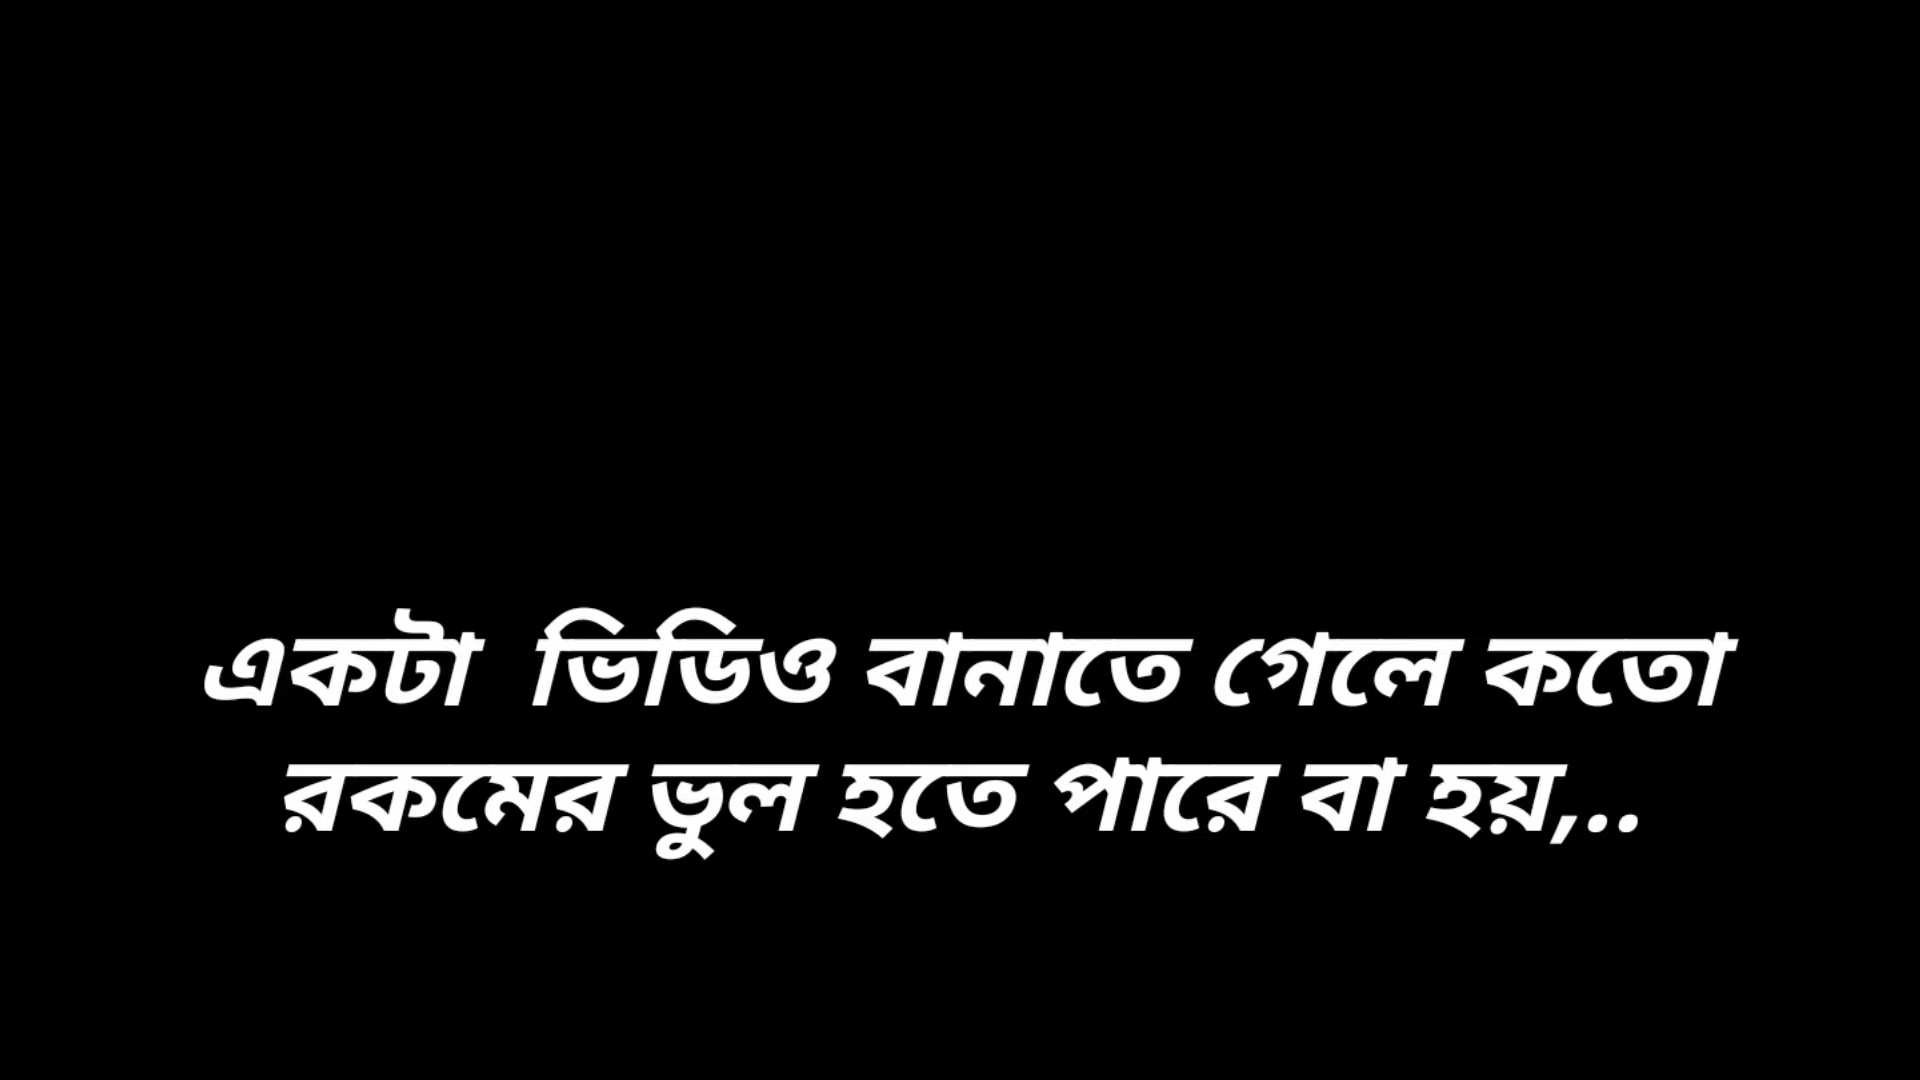 একটা  ভিডিও বানাতে গেলে কতো
রকমের ভুল হতে পারে বা হয়,..